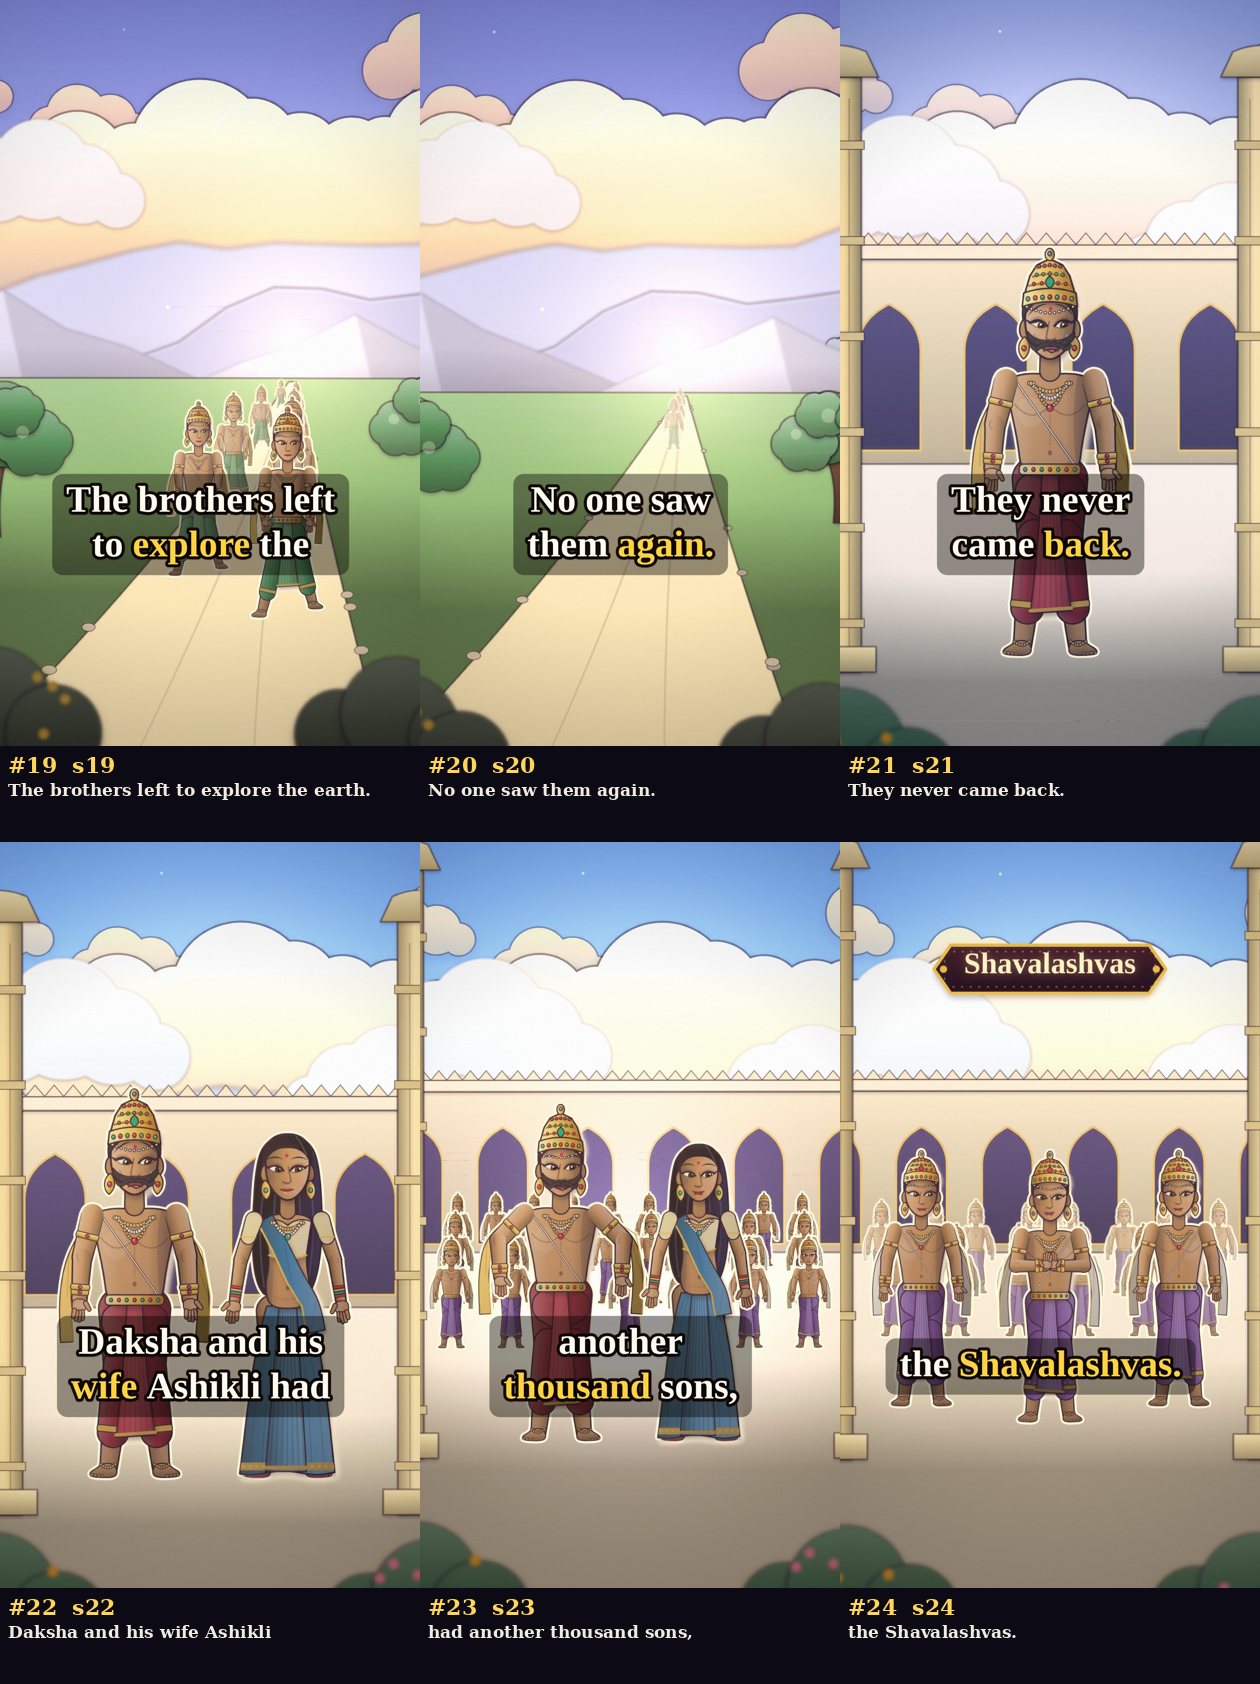 The brothers left
to explore the
#19 s19
The brothers left to explore the earth.
No one saw
them again.
#20 s20
No one saw them again.
They never
came back.
#21 s21
They never came back.
Daksha and his
wife Ashikli had
#22 s22
Daksha and his wife Ashikli
another
thousand sons,
#23 s23
had another thousand sons,
Shavalashvas
the Shavalashvas.
#24 s24
the Shavalashvas.